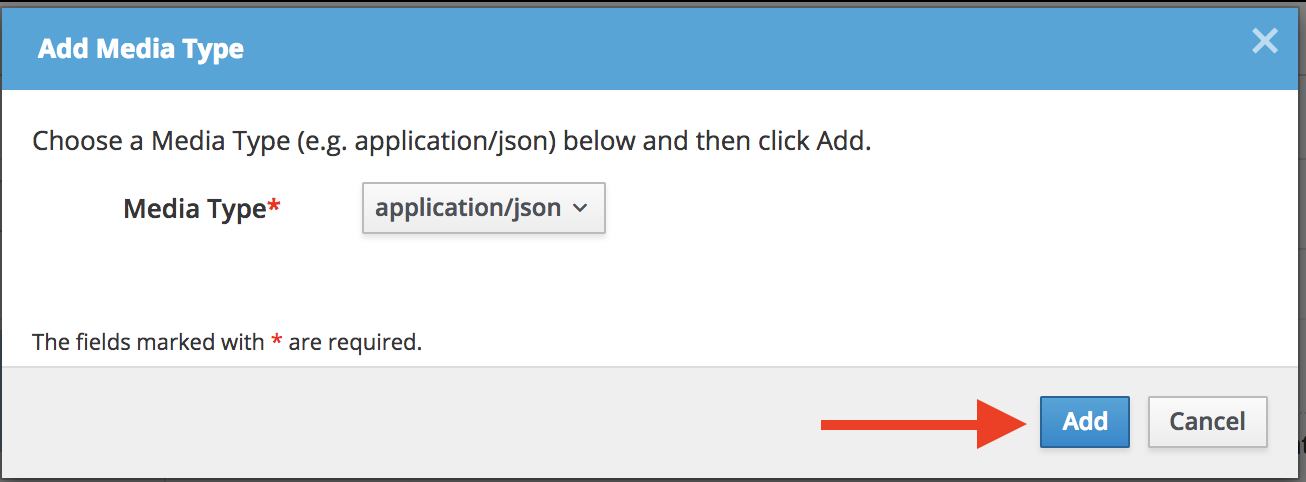 Add Media Type
Choose a Media Type (e.g. application/json) below and then click Add.
Media Type* application/json
The fields marked with * are required.
Add Cancel